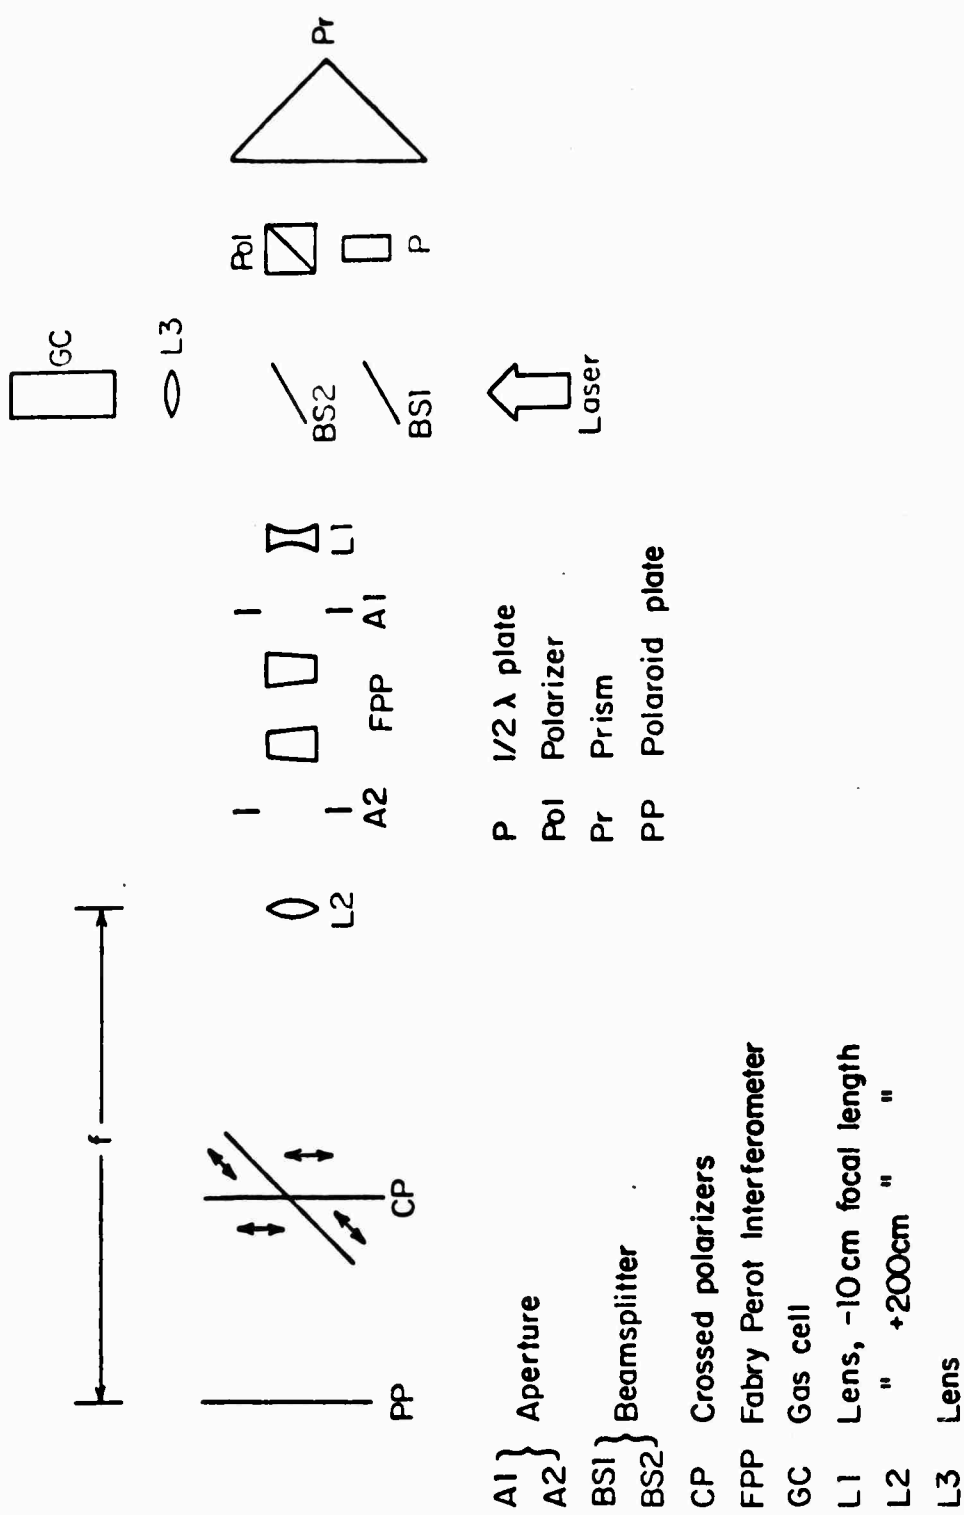 f
Pr
GC
L3
Pol
P
BS2
BS1
Laser
L1
A1
FPP
A2
L2
CP
PP
A1 } Aperture
A2
BS1 } Beamsplitter
BS2
CP Crossed polarizers
FPP Fabry Perot Interferometer
GC Gas cell
L1 Lens, -10cm focal length
L2 " +200cm " "
L3 Lens
P 1/2 λ plate
Pol Polarizer
Pr Prism
PP Polaroid plate